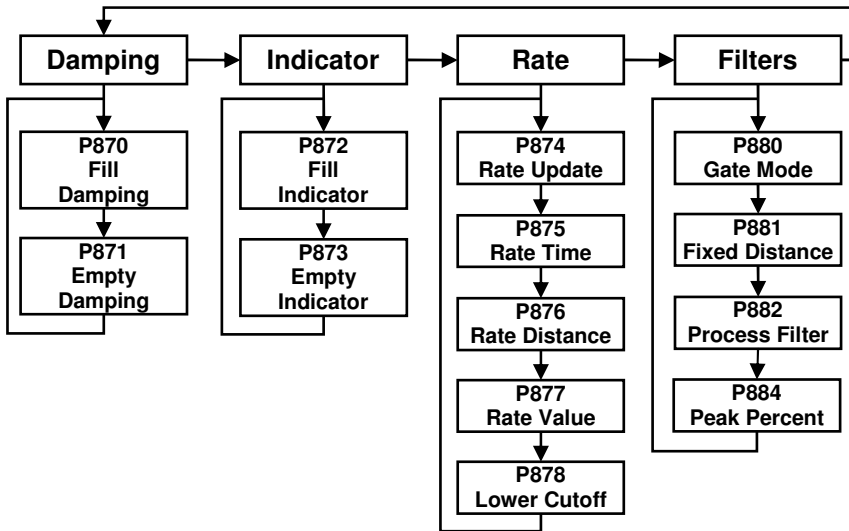 Damping
Indicator
Rate
Filters
P870
Fill
Damping
P871
Empty
Damping
P872
Fill
Indicator
P873
Empty
Indicator
P874
Rate Update
P875
Rate Time
P876
Rate Distance
P877
Rate Value
P878
Lower Cutoff
P880
Gate Mode
P881
Fixed Distance
P882
Process Filter
P884
Peak Percent